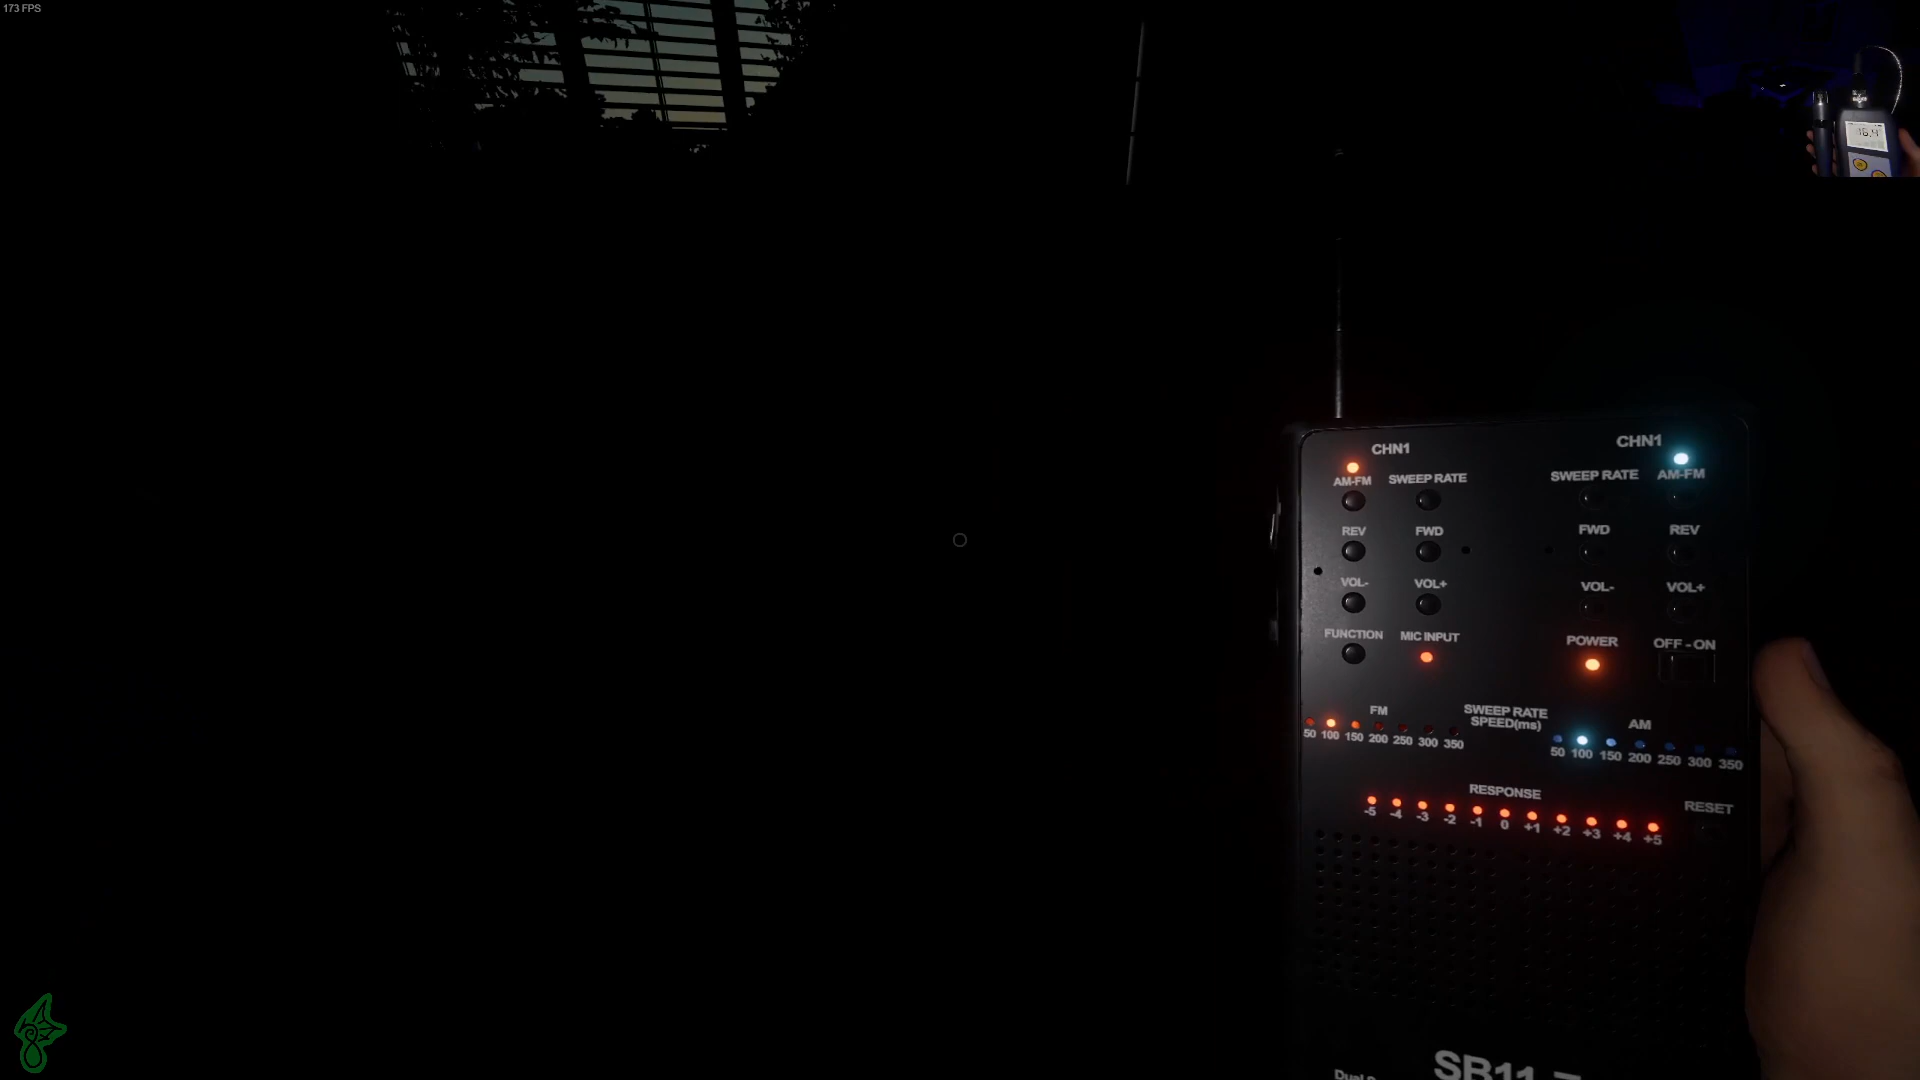 173 FPS
CHN1 CHN1
AM-FM SWEEP RATE SWEEP RATE AM-FM
REV FWD FWD REV
VOL- VOL+ VOL- VOL+
FUNCTION MIC INPUT POWER OFF - ON
FM SWEEP RATE AM
SPEED(ms)
50 100 150 200 250 300 350 50 100 150 200 250 300 350
RESPONSE RESET
-5 -4 -3 -2 -1 0 +1 +2 +3 +4 +5
SB11
Dual